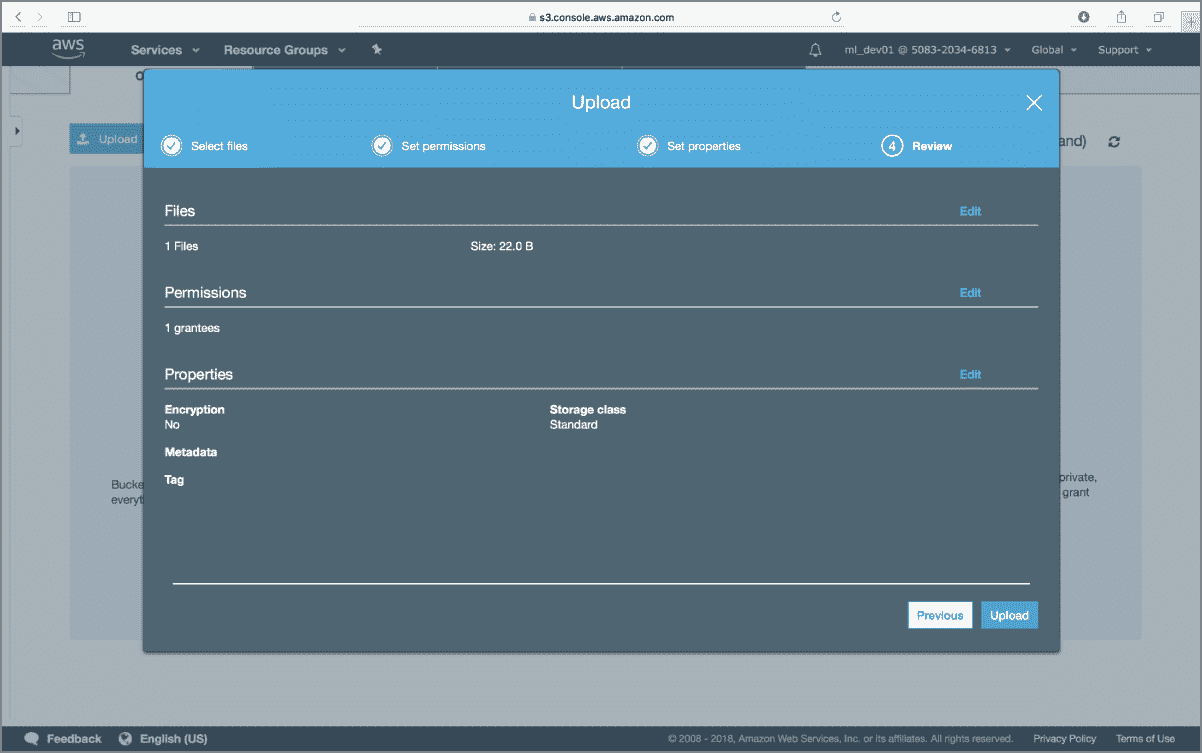 s3.console.aws.amazon.com
aws Services Resource Groups ml_dev01 @ 5083-2034-6813 Global Support
Upload
Upload and)
Select files Set permissions Set properties 4 Review
Files Edit
1 Files Size: 22.0 B
Permissions Edit
1 grantees
Properties Edit
Encryption Storage class
No Standard
Metadata
Tag
Bucke private,
everyt grant
Previous Upload
Feedback English (US) © 2008 - 2018, Amazon Web Services, Inc. or its affiliates. All rights reserved. Privacy Policy Terms of Use